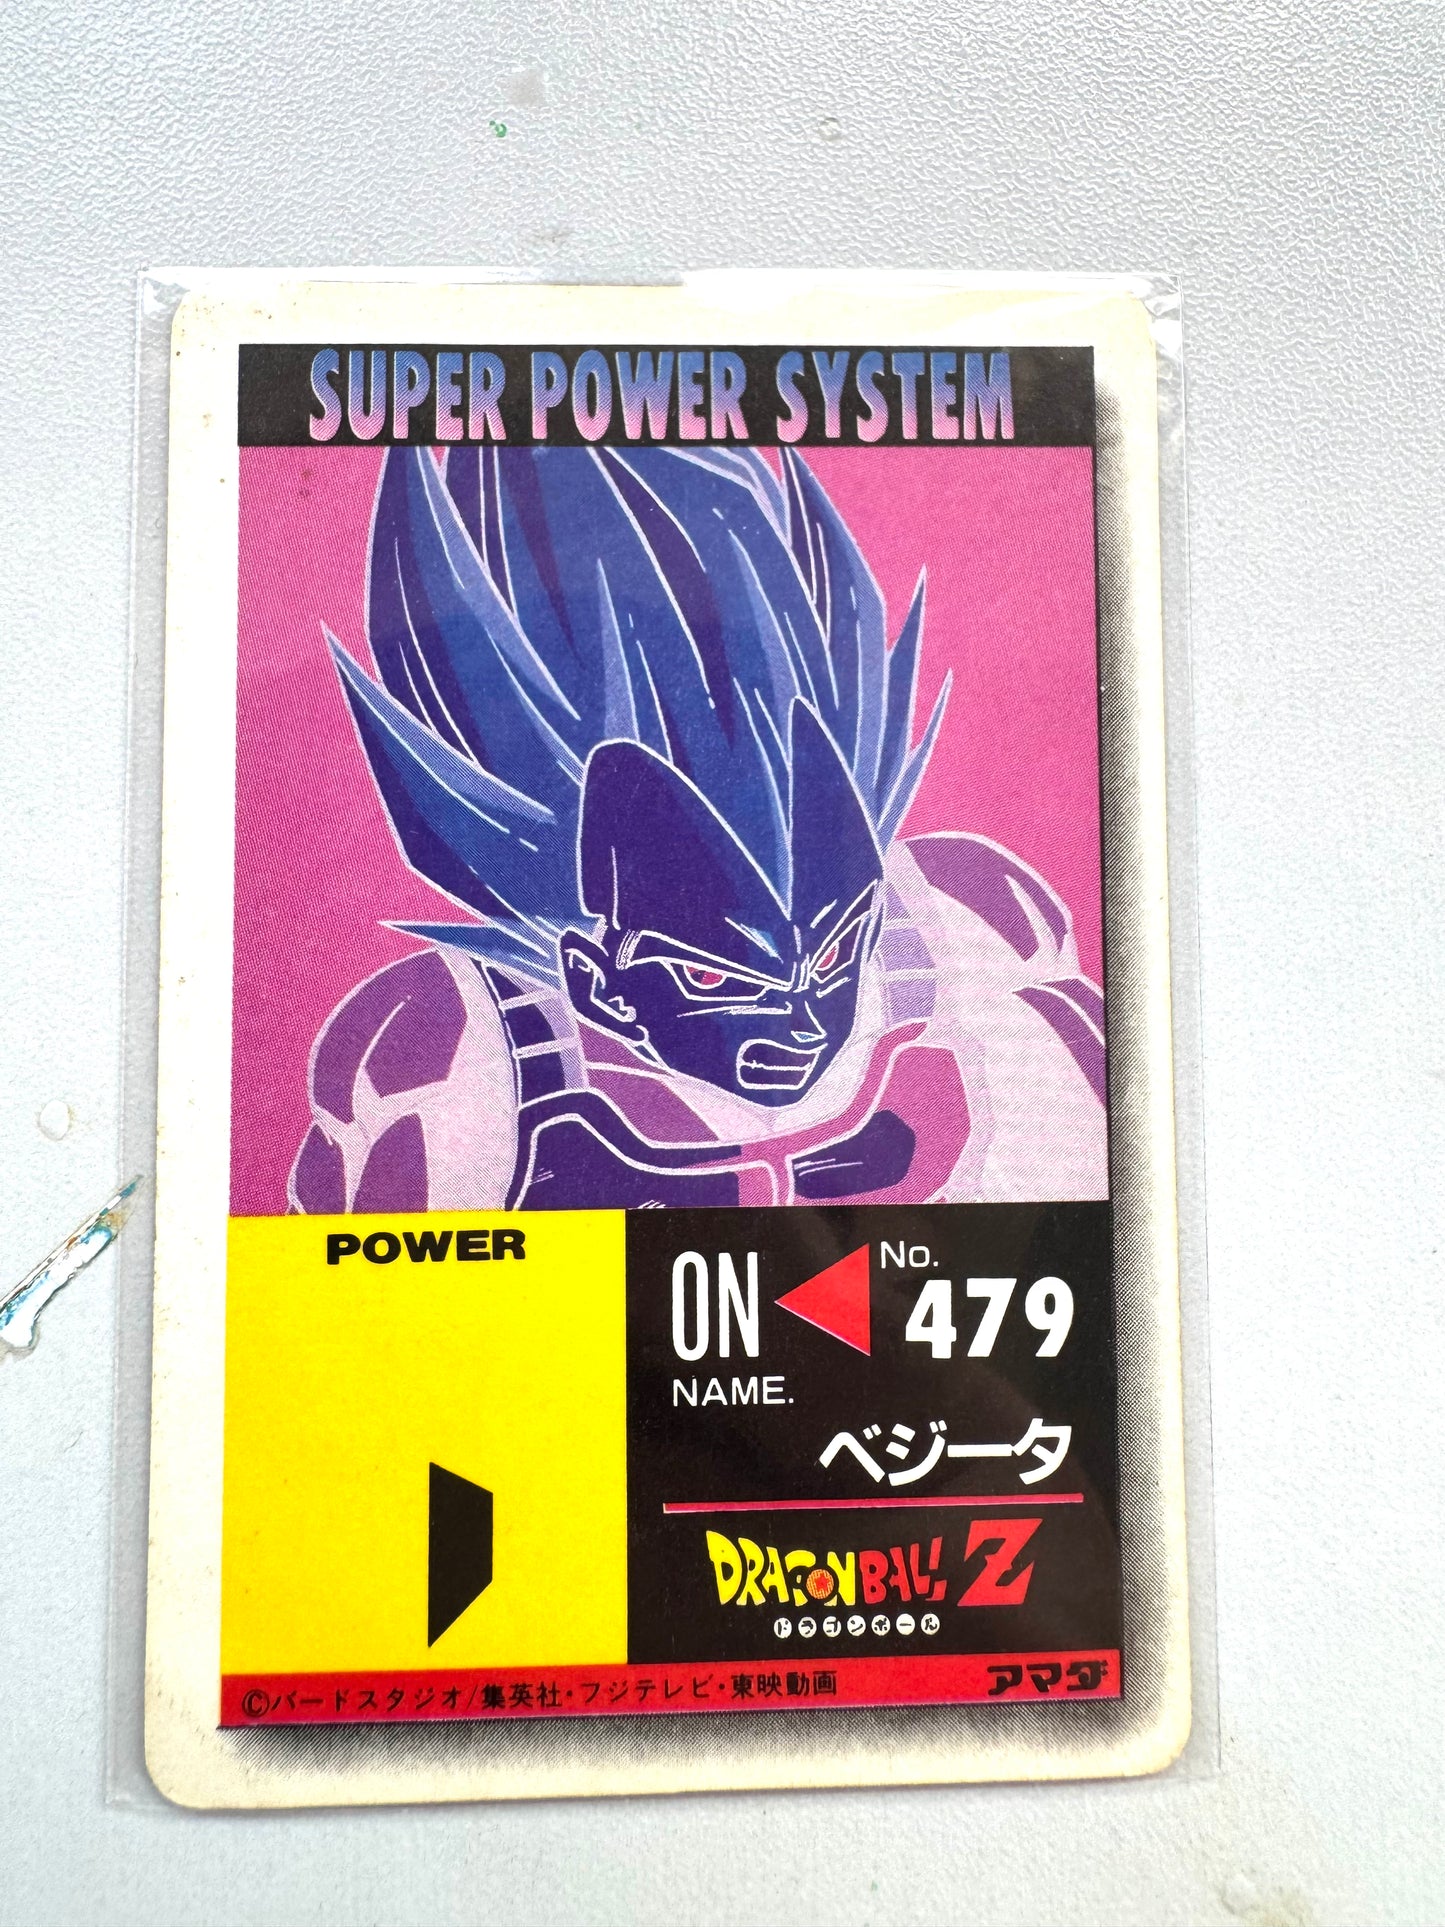 SUPER POWER SYSTEM
POWER
ON
No.
479
NAME.
ベジータ
DRAGON BALL Z
ドラゴンボール
©バードスタジオ/集英社・フジテレビ・東映動画
アマダ